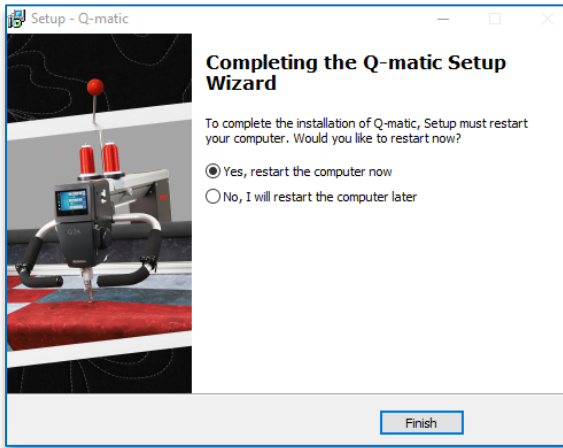 Setup - Q-matic
Completing the Q-matic Setup
Wizard
To complete the installation of Q-matic, Setup must restart
your computer. Would you like to restart now?
Yes, restart the computer now
No, I will restart the computer later
Finish